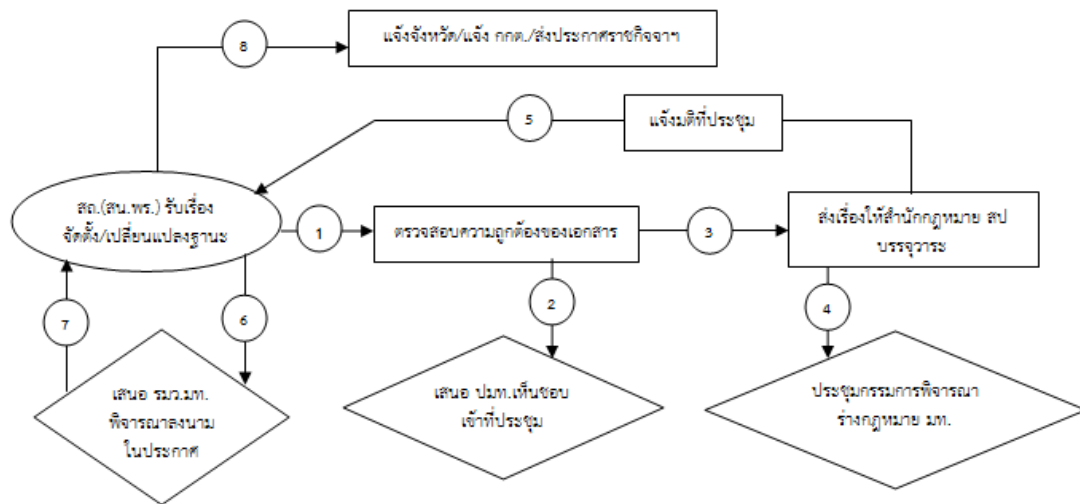 8
แจ้งจังหวัด/แจ้ง กกต./ส่งประกาศราชกิจจาฯ
5
แจ้งมติที่ประชุม
สถ.(สน.พร.) รับเรื่อง
จัดตั้ง/เปลี่ยนแปลงฐานะ
1
ตรวจสอบความถูกต้องของเอกสาร
3
ส่งเรื่องให้สำนักกฎหมาย สป
บรรจุวาระ
7
6
2
4
เสนอ รมว.มท.
พิจารณาลงนาม
ในประกาศ
เสนอ ปมท.เห็นชอบ
เข้าที่ประชุม
ประชุมกรรมการพิจารณา
ร่างกฎหมาย มท.